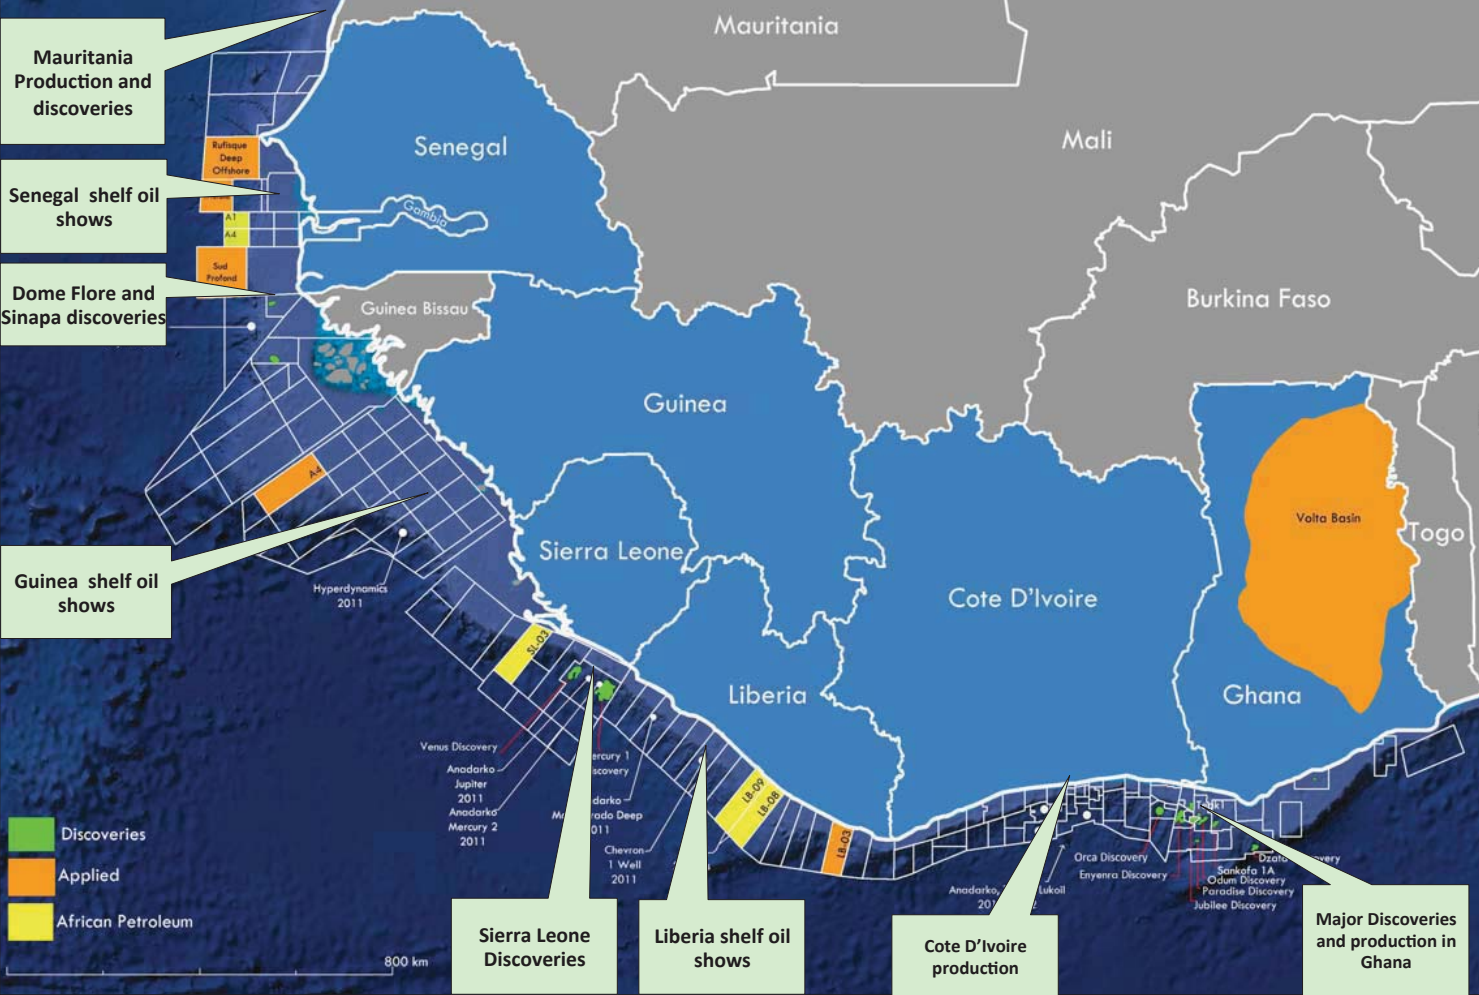 Mauritania
Production and
discoveries
Senegal shelf oil
shows
Dome Flore and
Sinapa discoveries
Guinea shelf oil
shows
Rufisque
Deep
Offshore
A1
A4
Sud
Profond
A4
Mauritania
Mali
Senegal
Gambia
Guinea Bissau
Guinea
Burkina Faso
Sierra Leone
Liberia
Cote D'Ivoire
Ghana
Togo
Volta Basin
Hyperdynamics
2011
SL-03
Venus Discovery
Anadarko
Jupiter
2011
Anadarko
Mercury 2
2011
Chevron
1 Well
2011
LB-09
LB-08
LB-03
Anadarko,
Lukoil
Orca Discovery
Enyenra Discovery
Sankofa 1A
Odum Discovery
Paradise Discovery
Jubilee Discovery
Discoveries
Applied
African Petroleum
800 km
Sierra Leone
Discoveries
Liberia shelf oil
shows
Cote D'Ivoire
production
Major Discoveries
and production in
Ghana